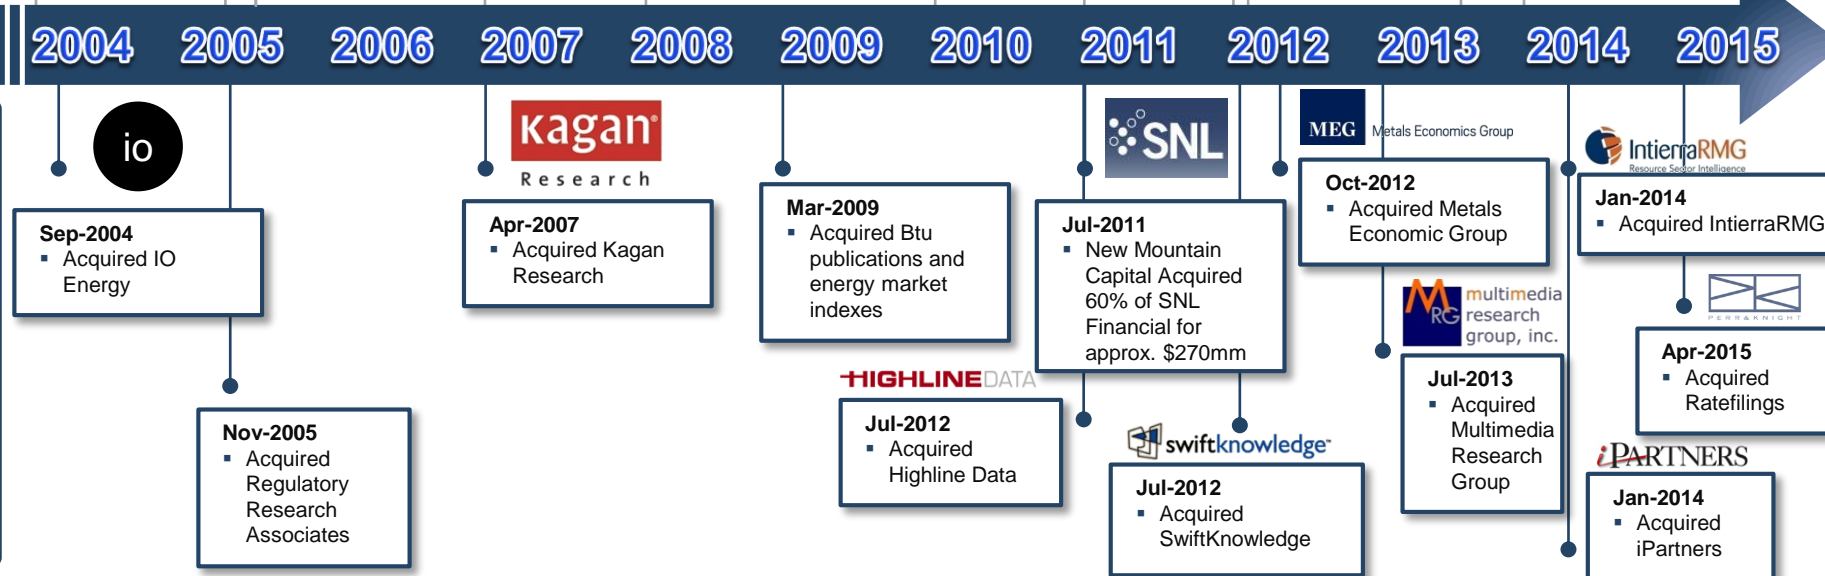 2004 2005 2006 2007 2008 2009 2010 2011 2012 2013 2014 2015
io
Sep-2004
▪ Acquired IO
Energy
Nov-2005
▪ Acquired
Regulatory
Research
Associates
Kagan
Research
Apr-2007
▪ Acquired Kagan
Research
Mar-2009
▪ Acquired Btu
publications and
energy market
indexes
HIGHLINE DATA
Jul-2012
▪ Acquired
Highline Data
SNL
Jul-2011
▪ New Mountain
Capital Acquired
60% of SNL
Financial for
approx. $270mm
swiftknowledge
Jul-2012
▪ Acquired
SwiftKnowledge
MEG Metals Economics Group
Oct-2012
▪ Acquired Metals
Economic Group
MRG multimedia
research
group, inc.
Jul-2013
▪ Acquired
Multimedia
Research
Group
IntierraRMG
Resource Sector Intelligence
Jan-2014
▪ Acquired IntierraRMG
iPARTNERS
Jan-2014
▪ Acquired
iPartners
PERR&KNIGHT
Apr-2015
▪ Acquired
Ratefilings